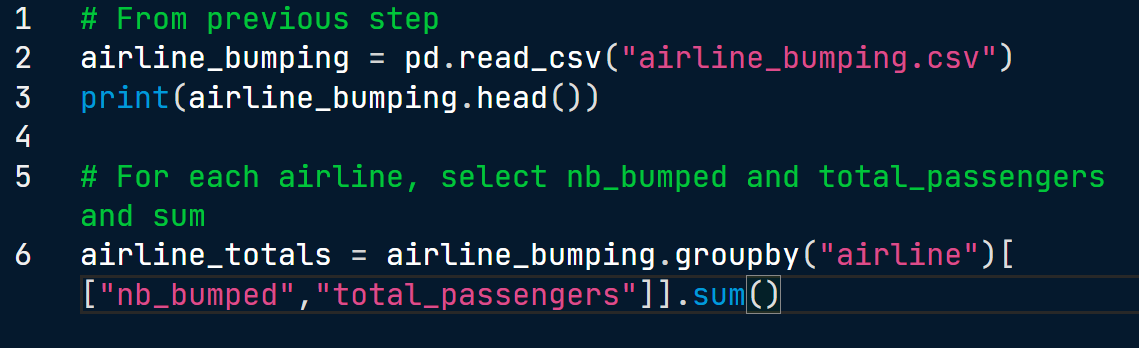 1 # From previous step
2 airline_bumping = pd.read_csv("airline_bumping.csv")
3 print(airline_bumping.head())
4
5 # For each airline, select nb_bumped and total_passengers
and sum
6 airline_totals = airline_bumping.groupby("airline")[
["nb_bumped","total_passengers"]].sum()